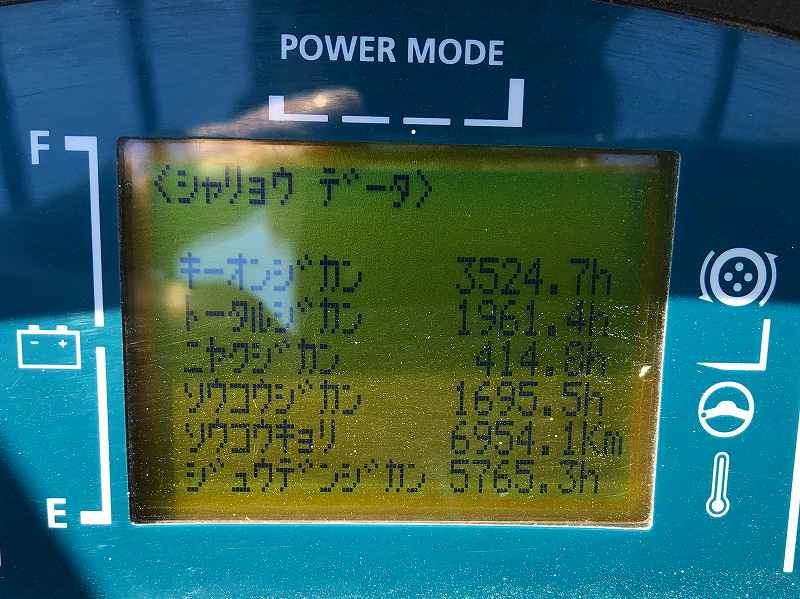 POWER MODE
F
<シャリョウ データ>
キーオンジカン 3524.7h
トータルジカン 1961.4h
ニヤクジカン 414.8h
ソウコウジカン 1695.5h
ソウコウキョリ 6954.1Km
ジュウデンジカン 5765.3h
E